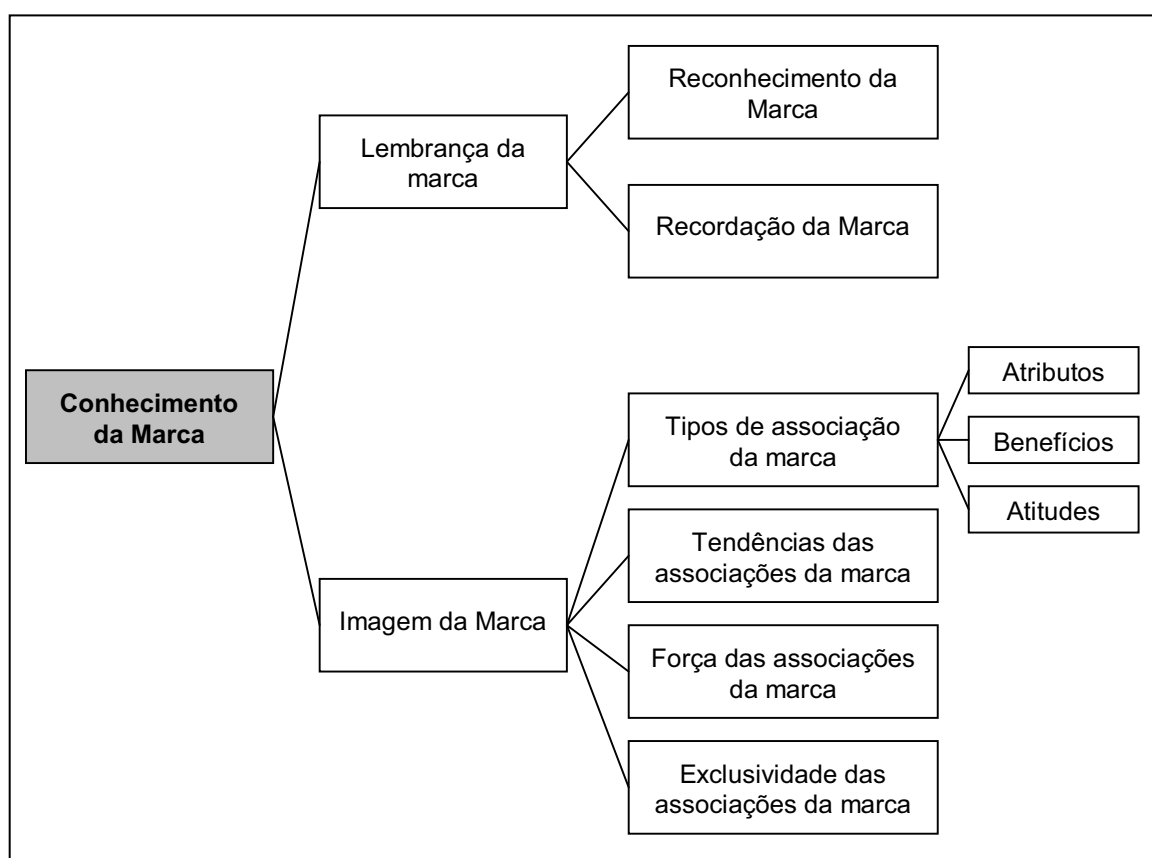 Reconhecimento da
Marca
Lembrança da
marca
Recordação da Marca
Conhecimento
da Marca
Tipos de associação
da marca
Atributos
Benefícios
Atitudes
Imagem da Marca
Tendências das
associações da marca
Força das associações
da marca
Exclusividade das
associações da marca